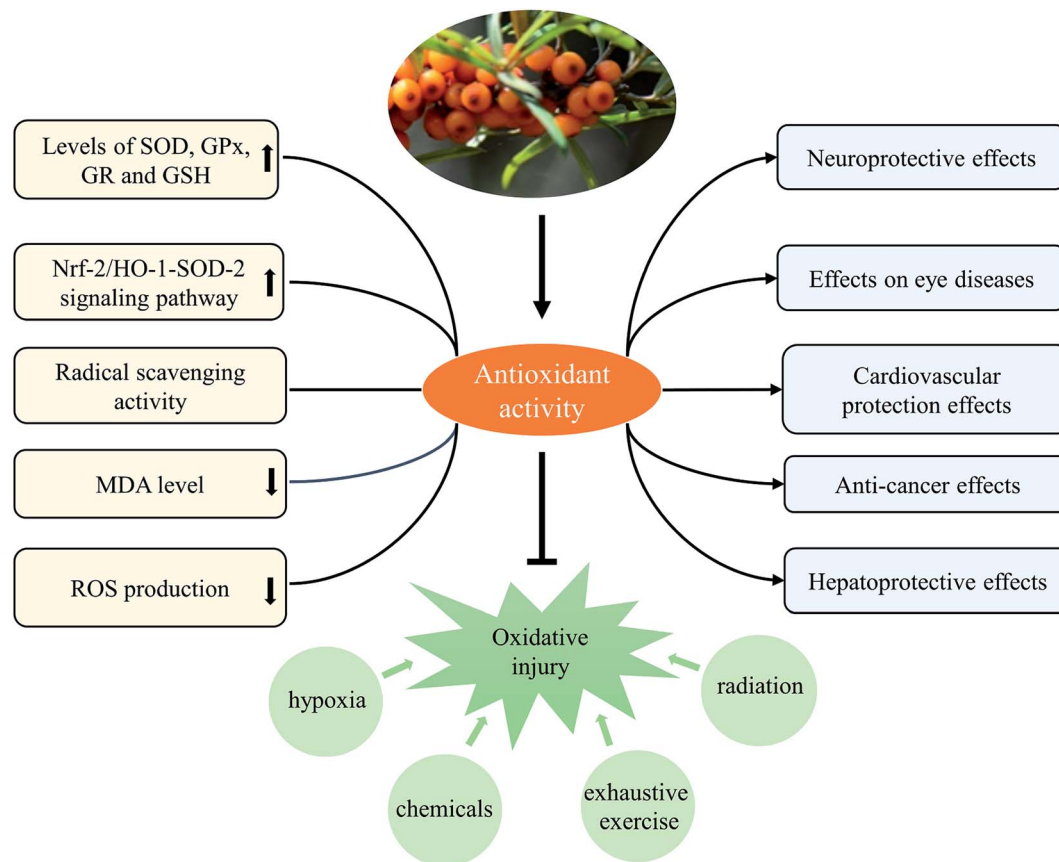 Levels of SOD, GPx,
GR and GSH
Nrf-2/HO-1-SOD-2
signaling pathway
Radical scavenging
activity
MDA level
ROS production
Antioxidant
activity
Neuroprotective effects
Effects on eye diseases
Cardiovascular
protection effects
Anti-cancer effects
Hepatoprotective effects
Oxidative
injury
hypoxia
chemicals
exhaustive
exercise
radiation